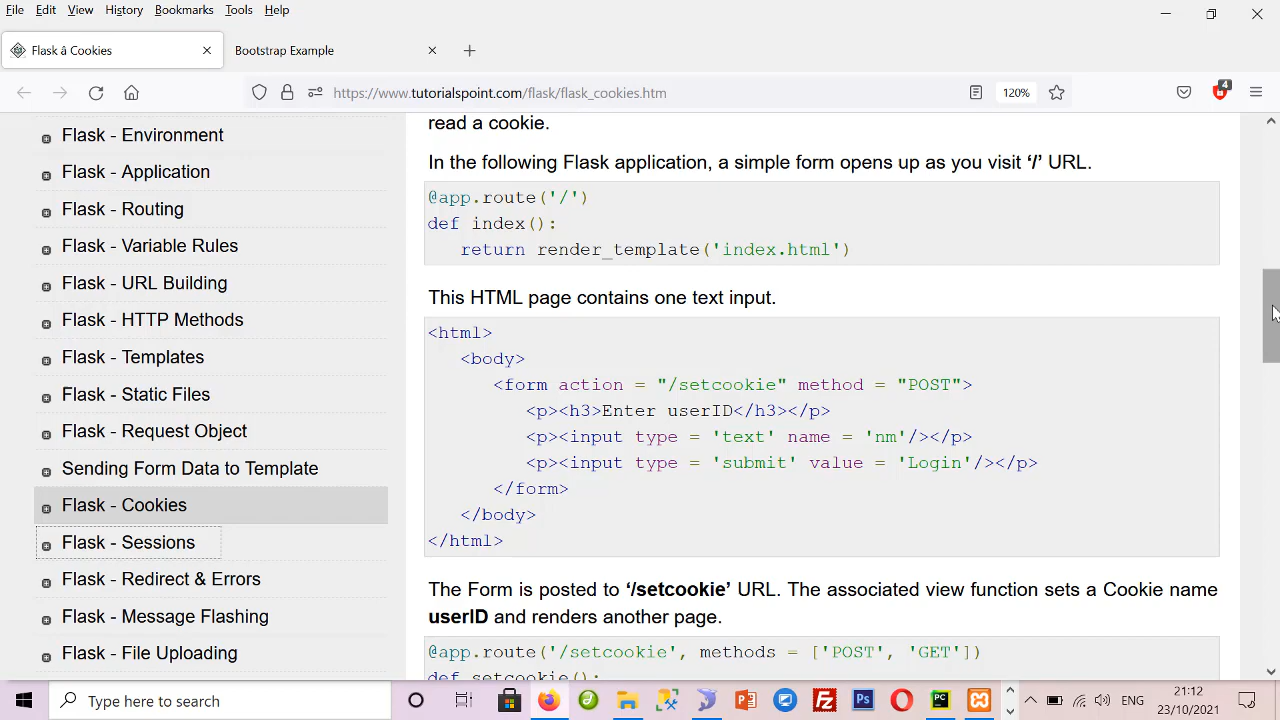 File Edit View History Bookmarks Tools Help
Flask â Cookies
Bootstrap Example
https://www.tutorialspoint.com/flask/flask_cookies.htm
120%
4
Flask - Environment
Flask - Application
Flask - Routing
Flask - Variable Rules
Flask - URL Building
Flask - HTTP Methods
Flask - Templates
Flask - Static Files
Flask - Request Object
Sending Form Data to Template
Flask - Cookies
Flask - Sessions
Flask - Redirect & Errors
Flask - Message Flashing
Flask - File Uploading
read a cookie.
In the following Flask application, a simple form opens up as you visit ‘/’ URL.
@app.route('/')
def index():
   return render_template('index.html')
This HTML page contains one text input.
<html>
   <body>
      <form action = "/setcookie" method = "POST">
         <p><h3>Enter userID</h3></p>
         <p><input type = 'text' name = 'nm'/></p>
         <p><input type = 'submit' value = 'Login'/></p>
      </form>
   </body>
</html>
The Form is posted to ‘/setcookie’ URL. The associated view function sets a Cookie name
userID and renders another page.
@app.route('/setcookie', methods = ['POST', 'GET'])
def setcookie():
Type here to search
ENG
21:12
23/10/2021